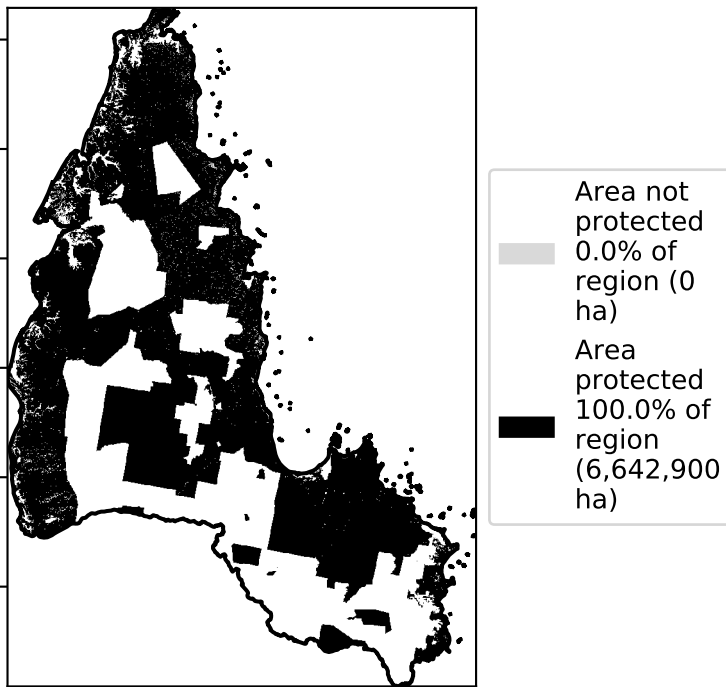 Area not
protected
0.0% of
region (0
ha)
Area
protected
100.0% of
region
(6,642,900
ha)